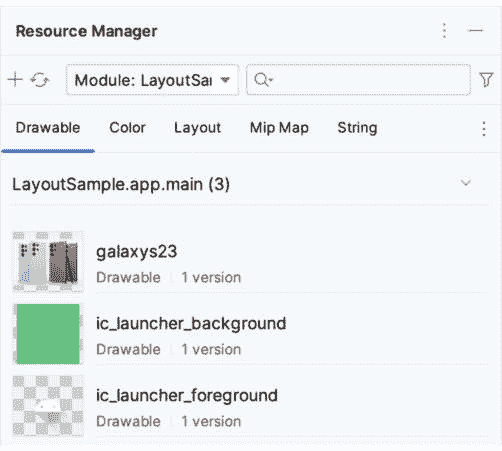 Resource Manager
Module: LayoutSa
Drawable
Color
Layout
Mip Map
String
LayoutSample.app.main (3)
galaxys23
Drawable
1 version
ic_launcher_background
Drawable
1 version
ic_launcher_foreground
Drawable
1 version